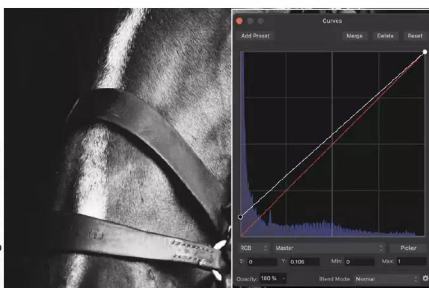 Curves
Add Preset Merge Delete Reset
RGB Master Picker
X: 0 Y: 0.106 Min: 0 Max: 1
Opacity: 100 % Blend Mode: Normal